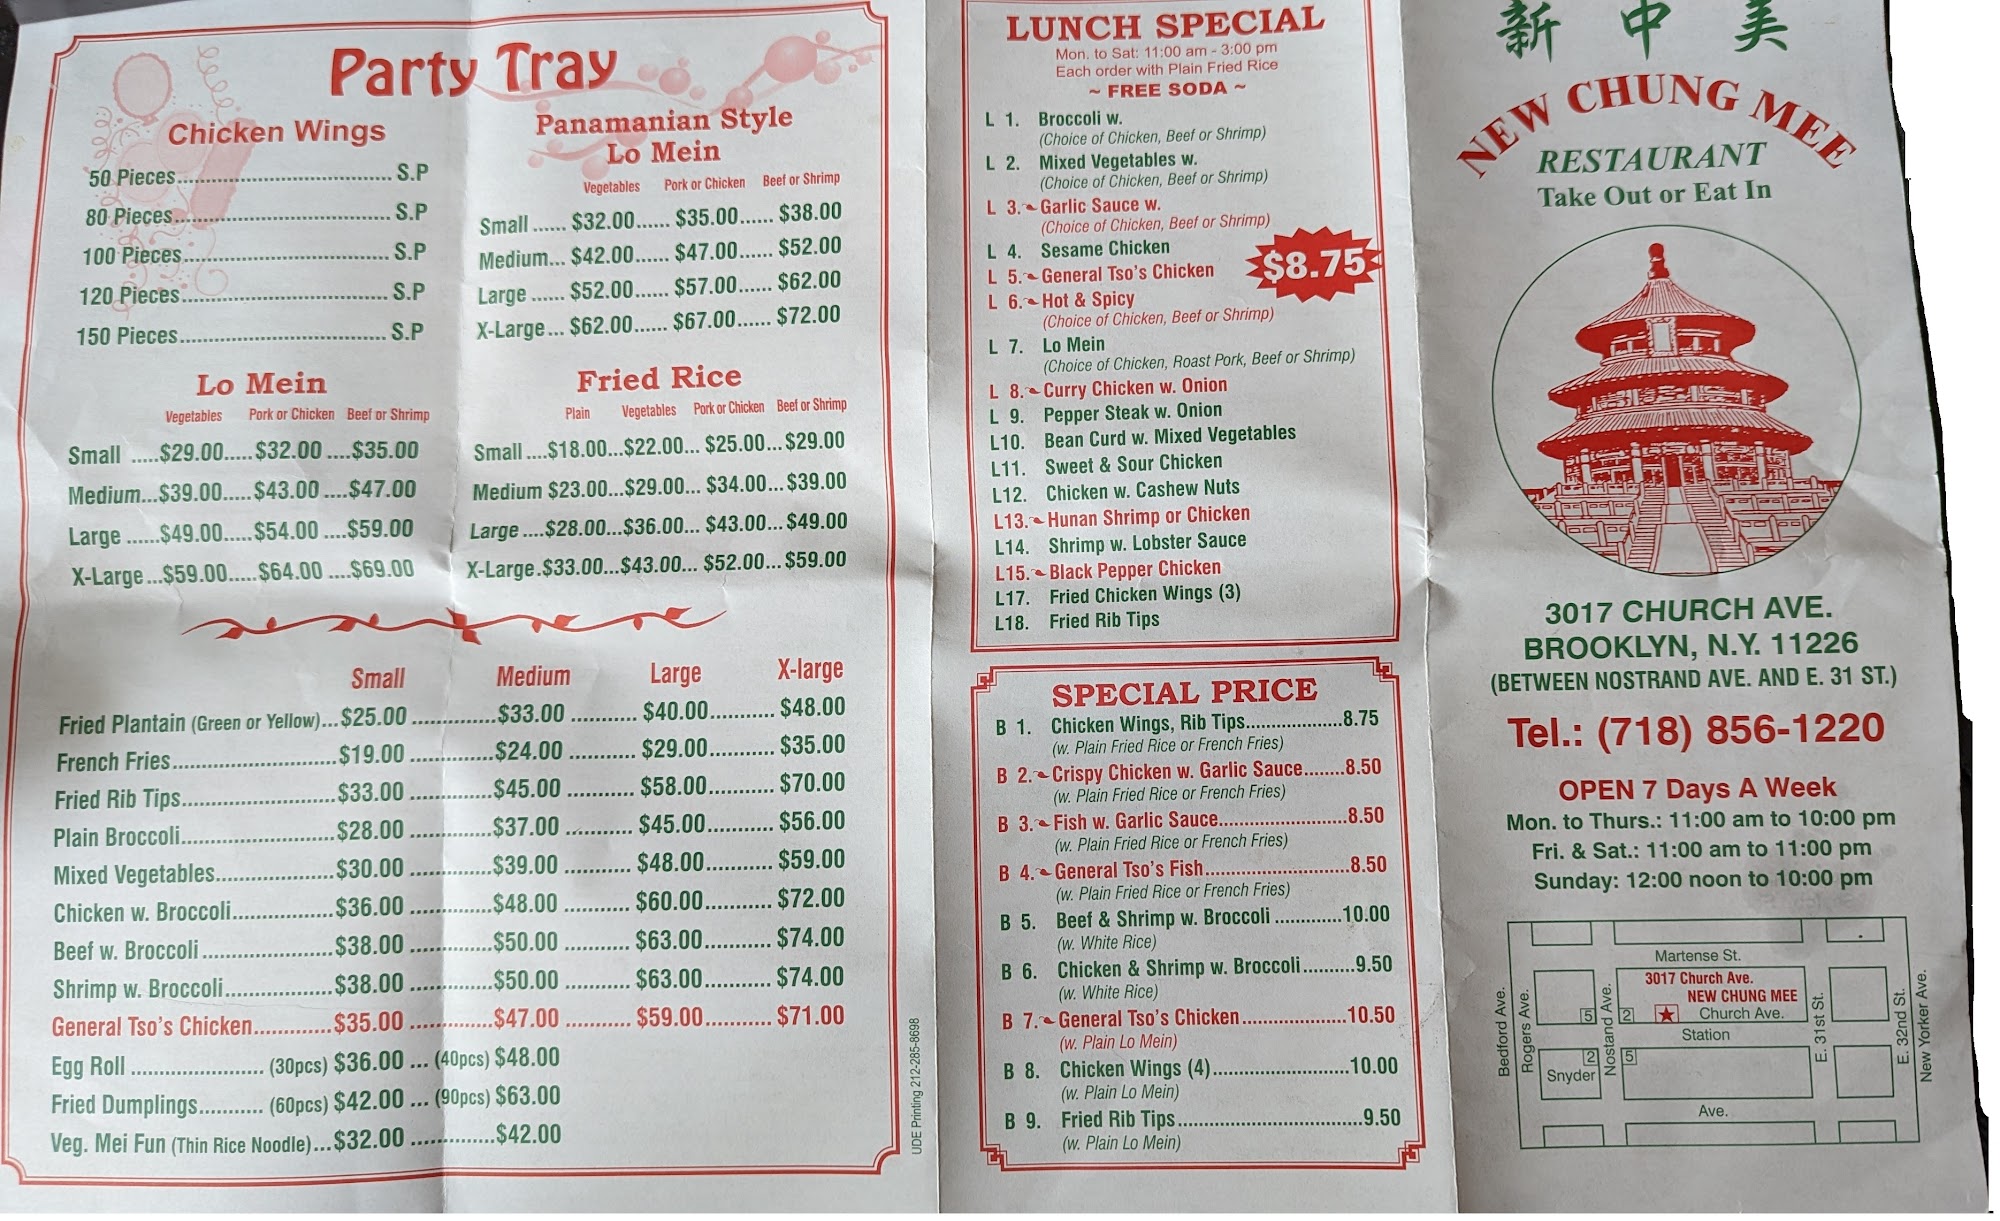 Party Tray
Chicken Wings
50 Pieces........................................ S.P
80 Pieces........................................ S.P
100 Pieces...................................... S.P
120 Pieces...................................... S.P
150 Pieces...................................... S.P
Panamanian Style
Lo Mein
Vegetables Pork or Chicken Beef or Shrimp
Small ...... $32.00...... $35.00...... $38.00
Medium... $42.00...... $47.00...... $52.00
Large ...... $52.00...... $57.00...... $62.00
X-Large ... $62.00...... $67.00...... $72.00
Lo Mein
Vegetables Pork or Chicken Beef or Shrimp
Small .....$29.00.....$32.00 ....$35.00
Medium...$39.00.....$43.00 ....$47.00
Large ......$49.00.....$54.00 ....$59.00
X-Large...$59.00.....$64.00 ....$69.00
Fried Rice
Plain Vegetables Pork or Chicken Beef or Shrimp
Small ....$18.00...$22.00... $25.00...$29.00
Medium $23.00...$29.00... $34.00...$39.00
Large ....$28.00...$36.00... $43.00...$49.00
X-Large.$33.00...$43.00... $52.00...$59.00
Small Medium Large X-large
Fried Plantain (Green or Yellow)...$25.00 .............$33.00 ........... $40.00........... $48.00
French Fries.........................$19.00 .............$24.00 ........... $29.00........... $35.00
Fried Rib Tips.......................$33.00 .............$45.00 ........... $58.00........... $70.00
Plain Broccoli.......................$28.00 .............$37.00 ........... $45.00........... $56.00
Mixed Vegetables..................$30.00 .............$39.00 ........... $48.00........... $59.00
Chicken w. Broccoli................$36.00 .............$48.00 ........... $60.00........... $72.00
Beef w. Broccoli ....................$38.00 .............$50.00 ........... $63.00........... $74.00
Shrimp w. Broccoli.................$38.00 .............$50.00 ........... $63.00........... $74.00
General Tso's Chicken............$35.00 .............$47.00 ........... $59.00........... $71.00
Egg Roll ...................... (30pcs) $36.00 ... (40pcs) $48.00
Fried Dumplings........... (60pcs) $42.00 ... (90pcs) $63.00
Veg. Mei Fun (Thin Rice Noodle)...$32.00 .............$42.00
UDE Printing 212-285-8698
LUNCH SPECIAL
Mon. to Sat: 11:00 am - 3:00 pm
Each order with Plain Fried Rice
~ FREE SODA ~
L 1. Broccoli w.
(Choice of Chicken, Beef or Shrimp)
L 2. Mixed Vegetables w.
(Choice of Chicken, Beef or Shrimp)
L 3. Garlic Sauce w.
(Choice of Chicken, Beef or Shrimp)
L 4. Sesame Chicken
L 5. General Tso's Chicken
$8.75
L 6. Hot & Spicy
(Choice of Chicken, Beef or Shrimp)
L 7. Lo Mein
(Choice of Chicken, Roast Pork, Beef or Shrimp)
L 8. Curry Chicken w. Onion
L 9. Pepper Steak w. Onion
L10. Bean Curd w. Mixed Vegetables
L11. Sweet & Sour Chicken
L12. Chicken w. Cashew Nuts
L13. Hunan Shrimp or Chicken
L14. Shrimp w. Lobster Sauce
L15. Black Pepper Chicken
L17. Fried Chicken Wings (3)
L18. Fried Rib Tips
SPECIAL PRICE
B 1. Chicken Wings, Rib Tips...................8.75
(w. Plain Fried Rice or French Fries)
B 2. Crispy Chicken w. Garlic Sauce........8.50
(w. Plain Fried Rice or French Fries)
B 3. Fish w. Garlic Sauce.........................8.50
(w. Plain Fried Rice or French Fries)
B 4. General Tso's Fish............................8.50
(w. Plain Fried Rice or French Fries)
B 5. Beef & Shrimp w. Broccoli .............10.00
(w. White Rice)
B 6. Chicken & Shrimp w. Broccoli..........9.50
(w. White Rice)
B 7. General Tso's Chicken.....................10.50
(w. Plain Lo Mein)
B 8. Chicken Wings (4)...........................10.00
(w. Plain Lo Mein)
B 9. Fried Rib Tips....................................9.50
(w. Plain Lo Mein)
新中美
NEW CHUNG MEE
RESTAURANT
Take Out or Eat In
3017 CHURCH AVE.
BROOKLYN, N.Y. 11226
(BETWEEN NOSTRAND AVE. AND E. 31 ST.)
Tel.: (718) 856-1220
OPEN 7 Days A Week
Mon. to Thurs.: 11:00 am to 10:00 pm
Fri. & Sat.: 11:00 am to 11:00 pm
Sunday: 12:00 noon to 10:00 pm
Martense St.
3017 Church Ave.
NEW CHUNG MEE
5 2 Church Ave.
Station
2 5
Snyder
Ave.
Bedford Ave.
Rogers Ave.
Nostand Ave.
E. 31st St.
E. 32nd St.
New Yorker Ave.